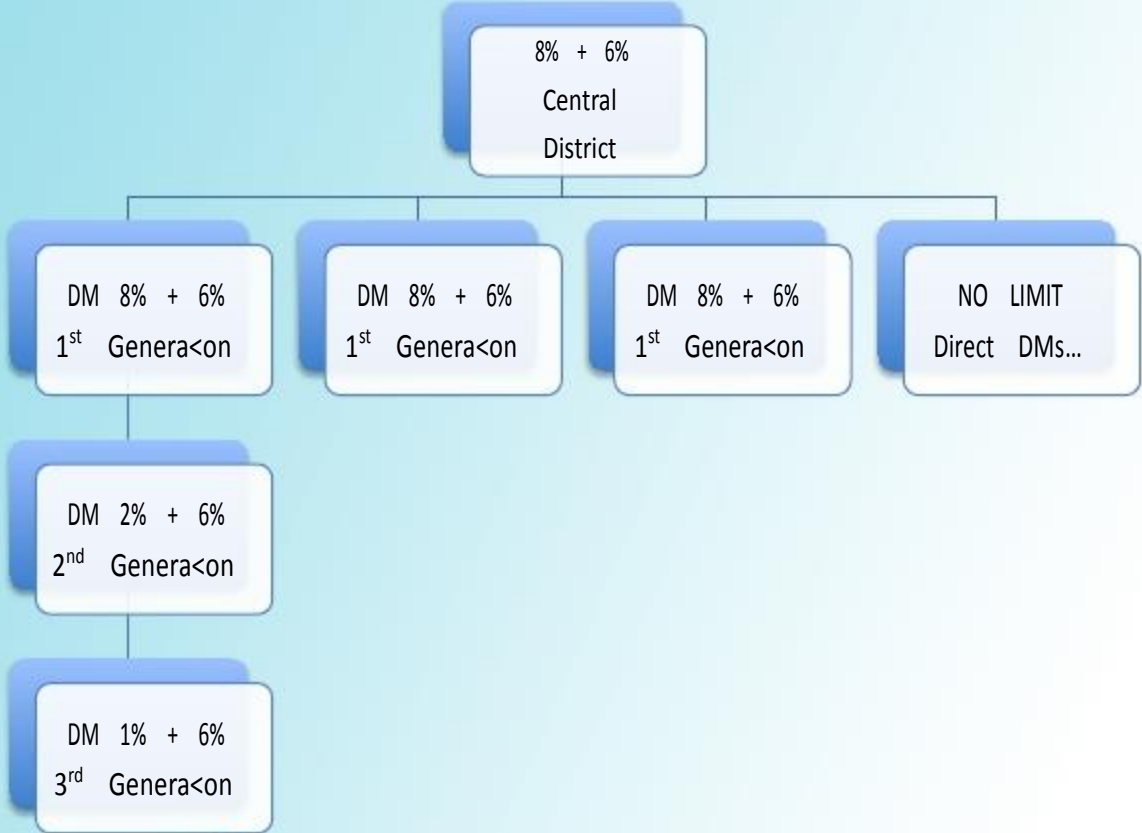 8% + 6%
Central
District
DM 8% + 6%
1st Genera<on
DM 8% + 6%
1st Genera<on
DM 8% + 6%
1st Genera<on
NO LIMIT
Direct DMs...
DM 2% + 6%
2nd Genera<on
DM 1% + 6%
3rd Genera<on